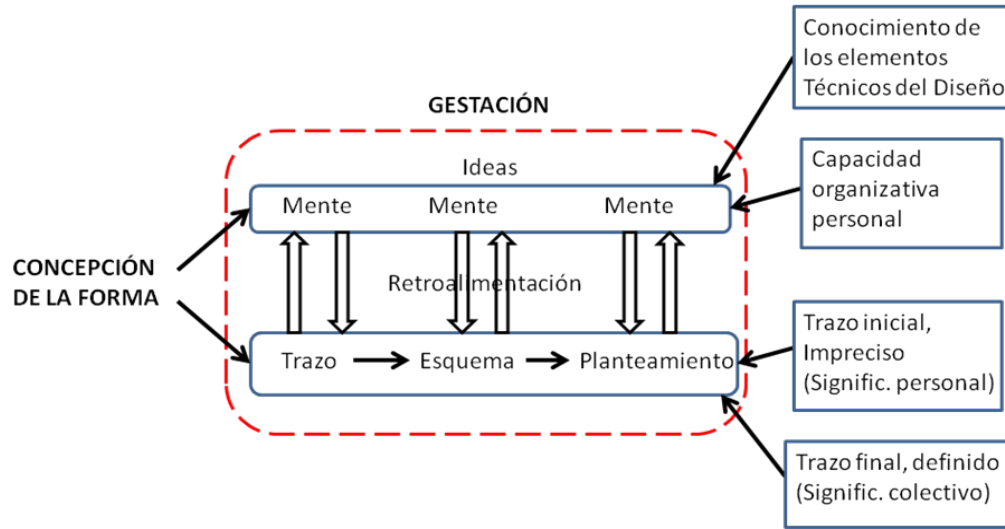 Conocimiento de
los elementos
Técnicos del Diseño
GESTACIÓN
Ideas
Capacidad
organizativa
personal
Mente Mente Mente
CONCEPCIÓN
DE LA FORMA
Retroalimentación
Trazo Esquema Planteamiento
Trazo inicial,
Impreciso
(Signific. personal)
Trazo final, definido
(Signific. colectivo)